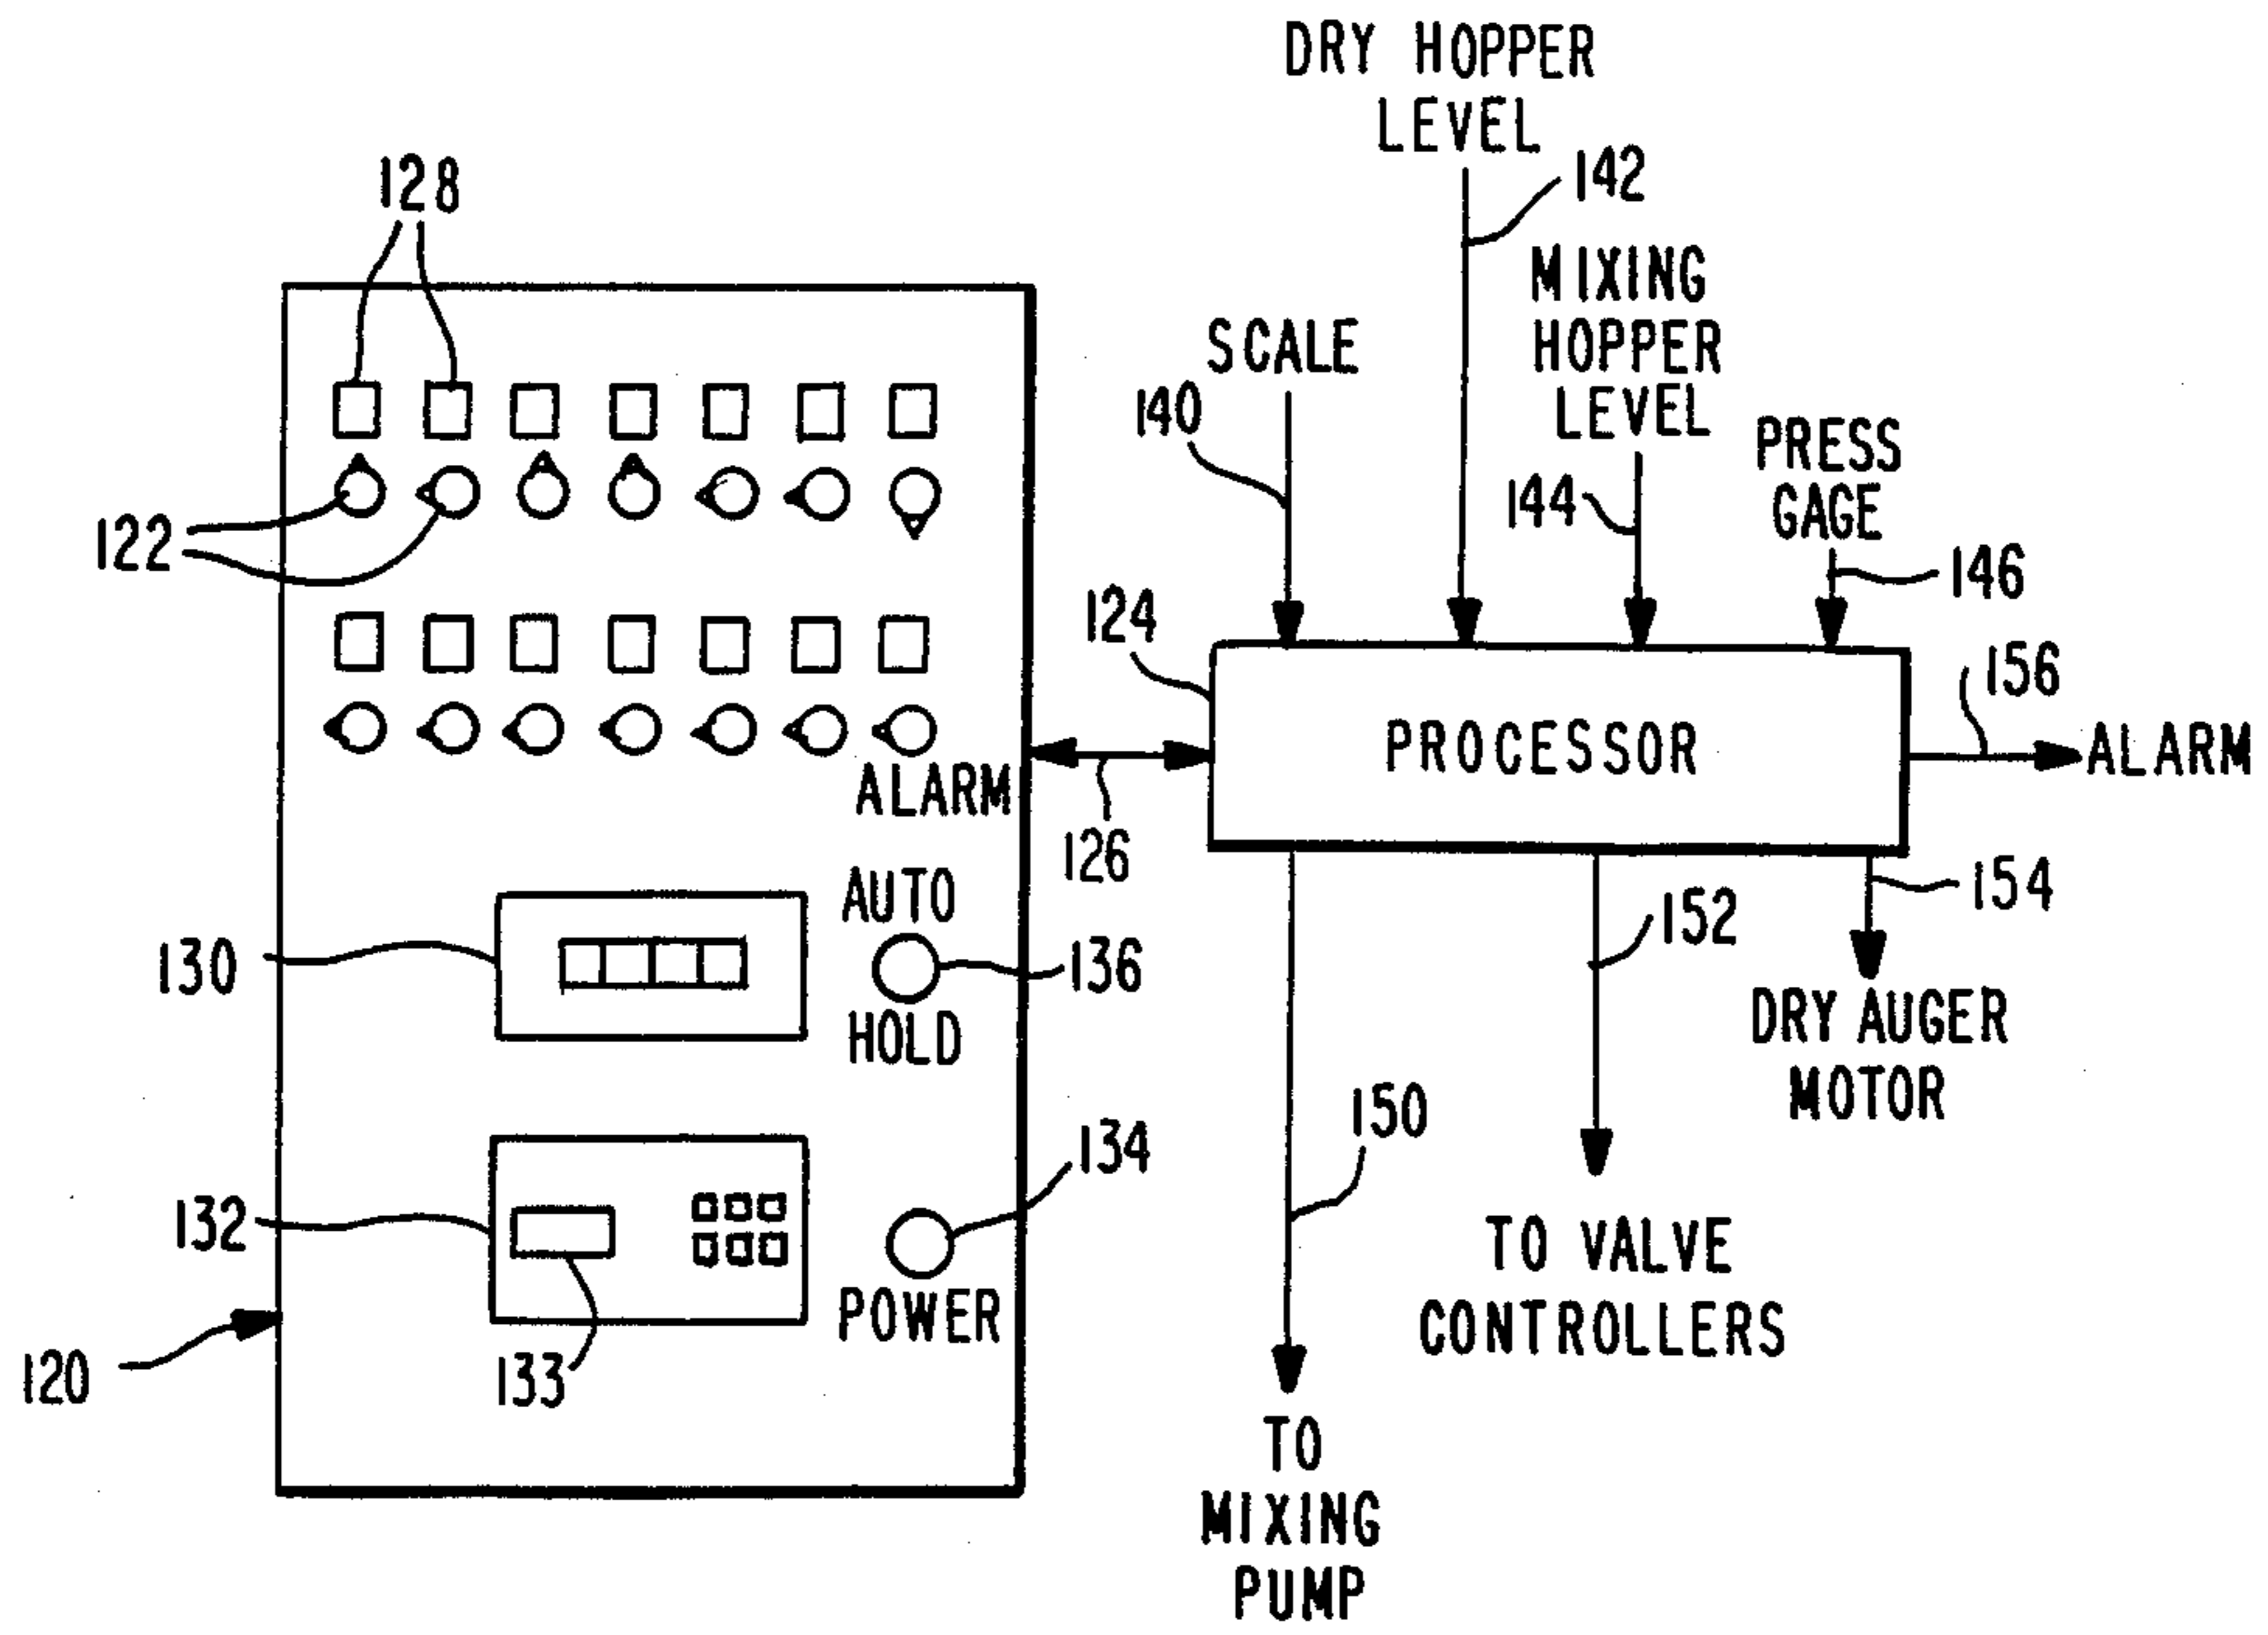 DRY HOPPER
LEVEL
142
128
MIXING
HOPPER
LEVEL
SCALE
140
PRESS
GAGE
144
122
146
124
156
PROCESSOR
ALARM
ALARM
126
AUTO
154
152
130
136
HOLD
DRY AUGER
MOTOR
150
134
132
TO VALVE
CONTROLLERS
POWER
133
120
TO
MIXING
PUMP